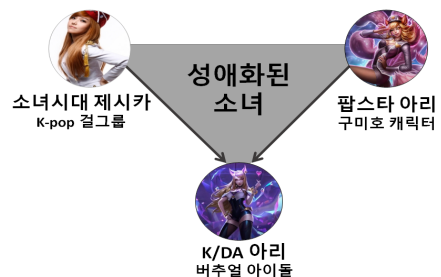 성애화된
소녀
소녀시대 제시카
K-pop 걸그룹
팝스타 아리
구미호 캐릭터
K/DA 아리
버추얼 아이돌